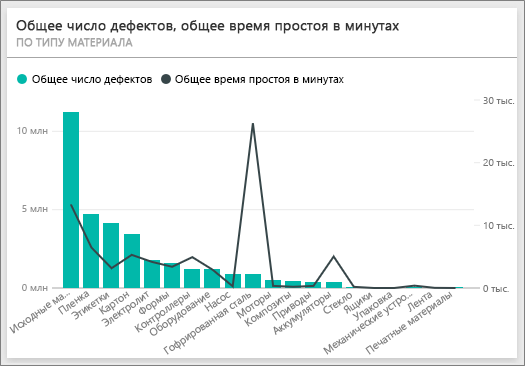 Общее число дефектов, общее время простоя в минутах
ПО ТИПУ МАТЕРИАЛА
Общее число дефектов
Общее время простоя в минутах
10 млн
5 млн
0 млн
30 тыс.
20 тыс.
10 тыс.
0 тыс.
Исходные ма...
Пленка
Этикетки
Картон
Электролит
Формы
Контроллеры
Оборудование
Насос
Гофрированная сталь
Моторы
Композиты
Приводы
Аккумуляторы
Стекло
Ящики
Упаковка
Механические устро...
Лента
Печатные материалы